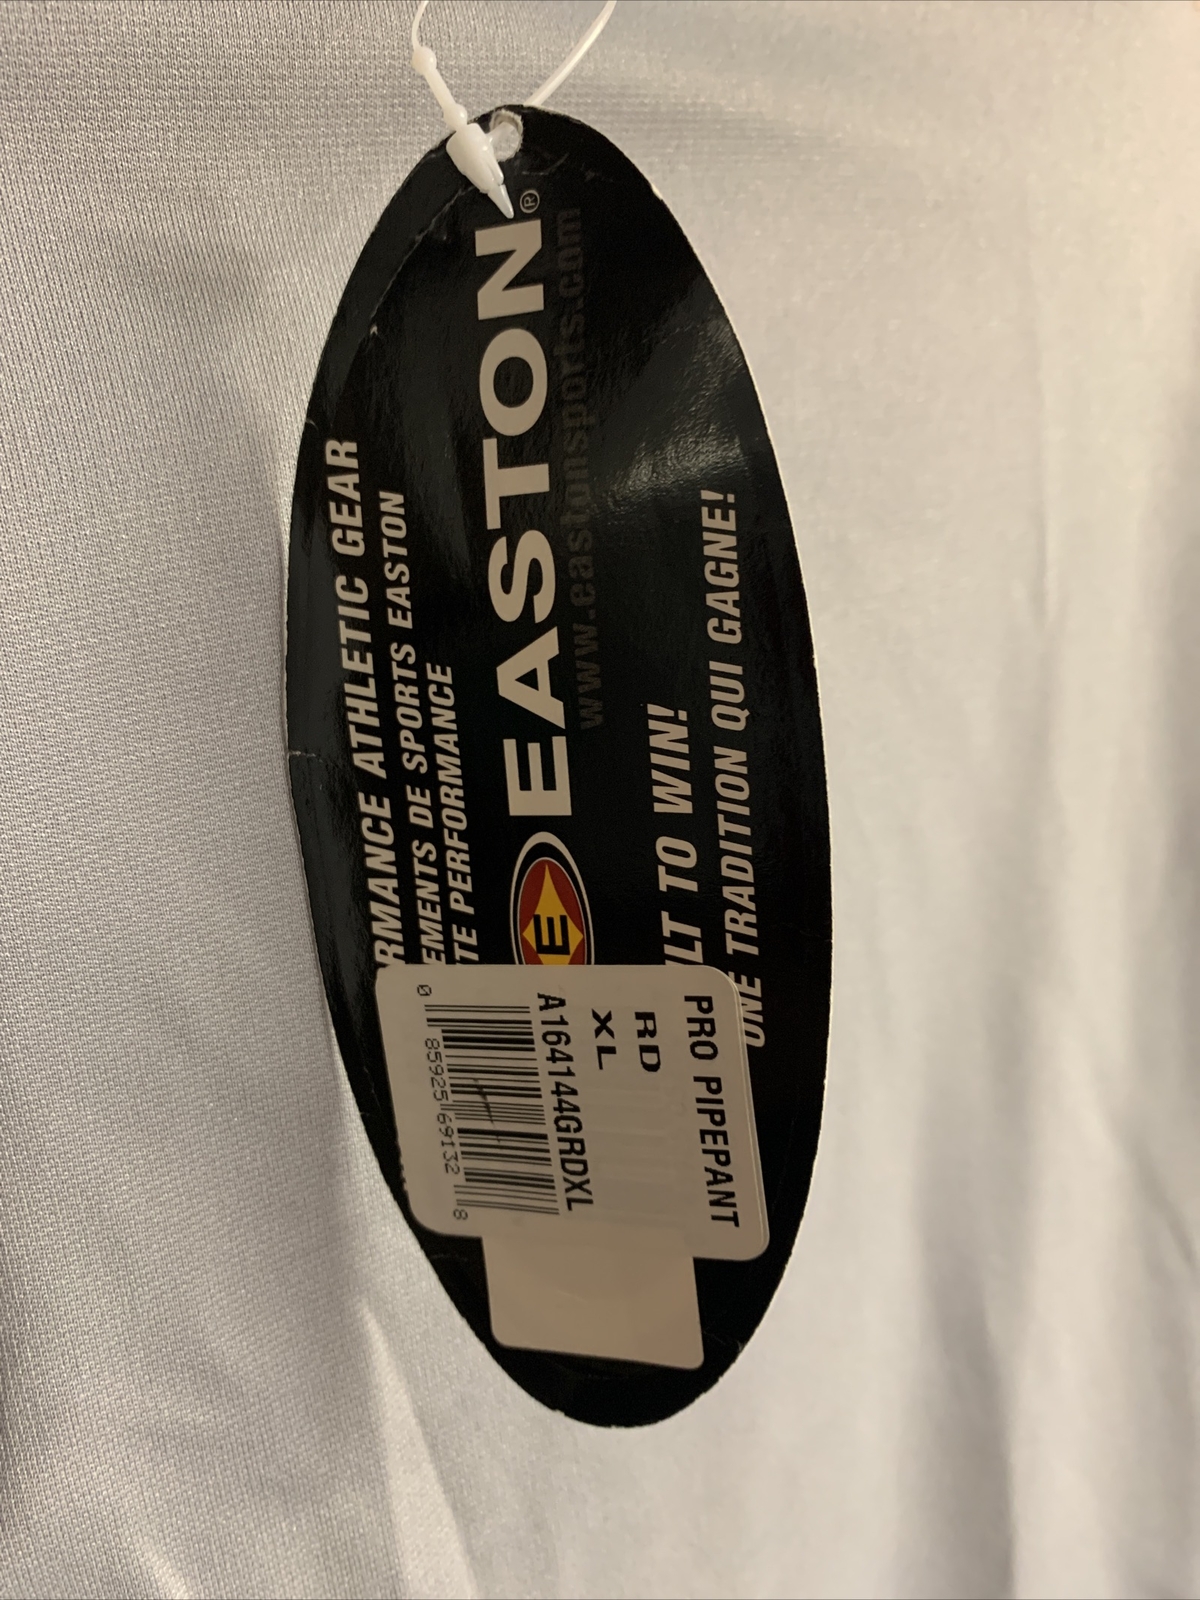 RMANCE ATHLETIC GEAR
EMENTS DE SPORTS EASTON
TE PERFORMANCE
E EASTON®
www.eastonsports.com
ILT TO WIN!
UNE TRADITION QUI GAGNE!
PRO PIPEPANT
RD
XL
A164144GRDXL
0 85925 69132 8